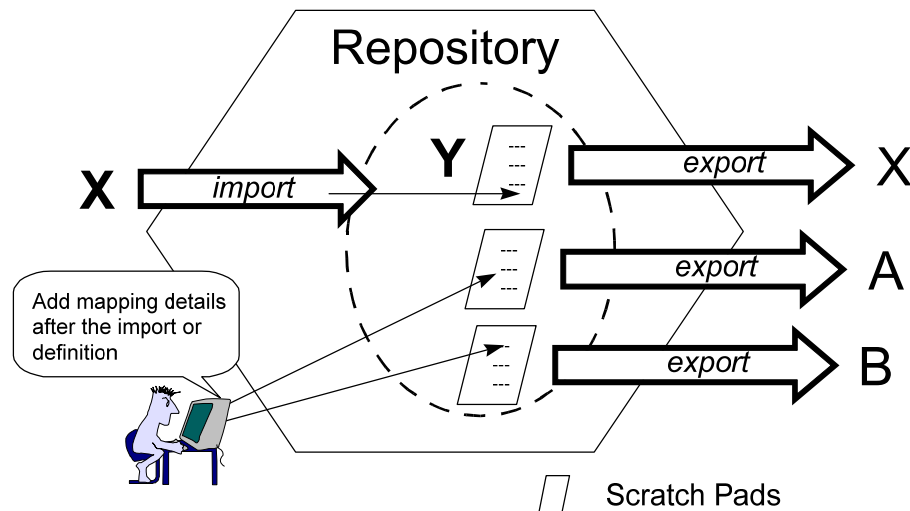 Repository
X
import
Y
---
---
---
export
X
---
---
---
export
A
Add mapping details
after the import or
definition
---
---
---
export
B
Scratch Pads